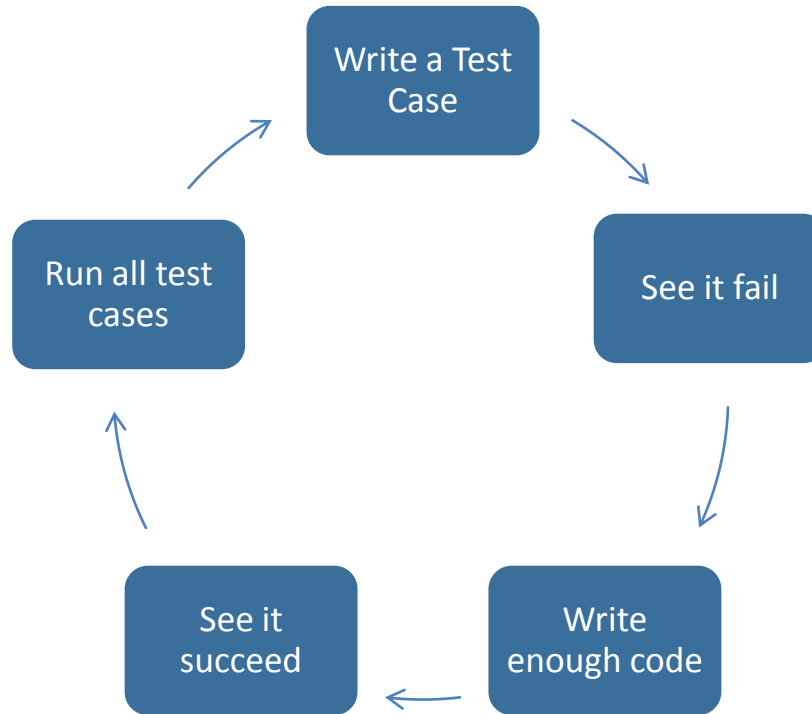 Write a Test
Case
See it fail
Write
enough code
See it
succeed
Run all test
cases